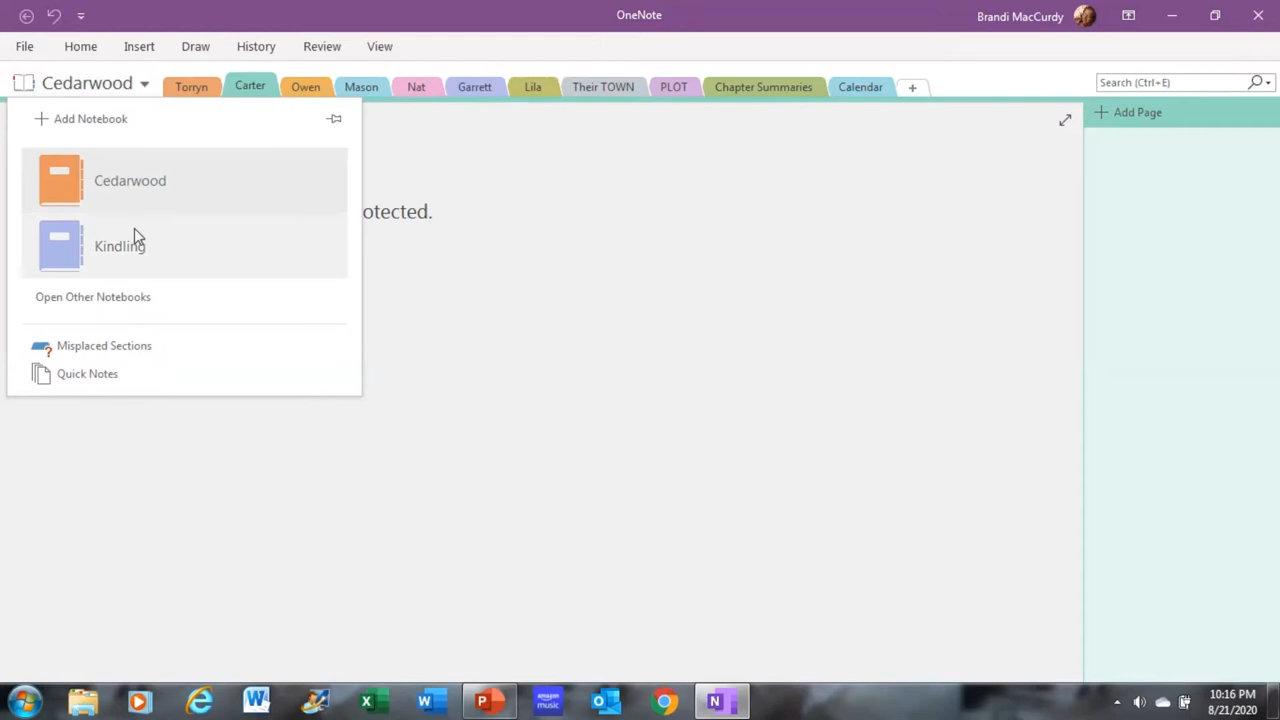 OneNote
Brandi MacCurdy
File Home Insert Draw History Review View
Cedarwood Torryn Carter Owen Mason Nat Garrett Lila Their TOWN PLOT Chapter Summaries Calendar + Search (Ctrl+E)
Add Notebook
Add Page
Cedarwood
otected.
Kindling
Open Other Notebooks
Misplaced Sections
Quick Notes
amazon music
10:16 PM
8/21/2020